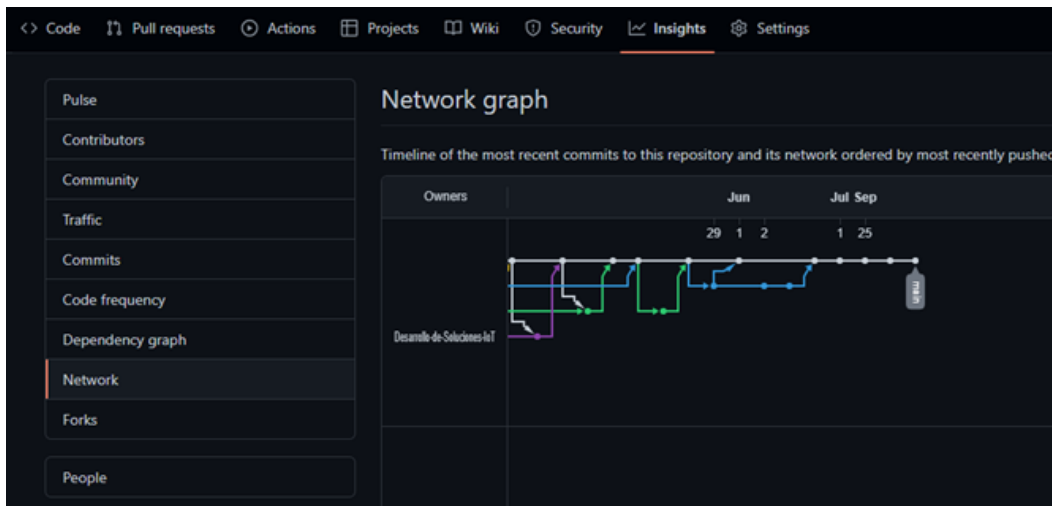 <> Code Pull requests Actions Projects Wiki Security Insights Settings
Pulse
Contributors
Community
Traffic
Commits
Code frequency
Dependency graph
Network
Forks
People
Network graph
Timeline of the most recent commits to this repository and its network ordered by most recently pushed
Owners
Jun Jul Sep
29 1 2 1 25
main
Desarrollo-de-Soluciones-IoT